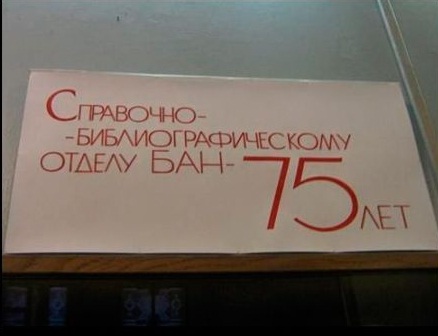 Справочно-
-библиографическому
отделу БАН-75 лет